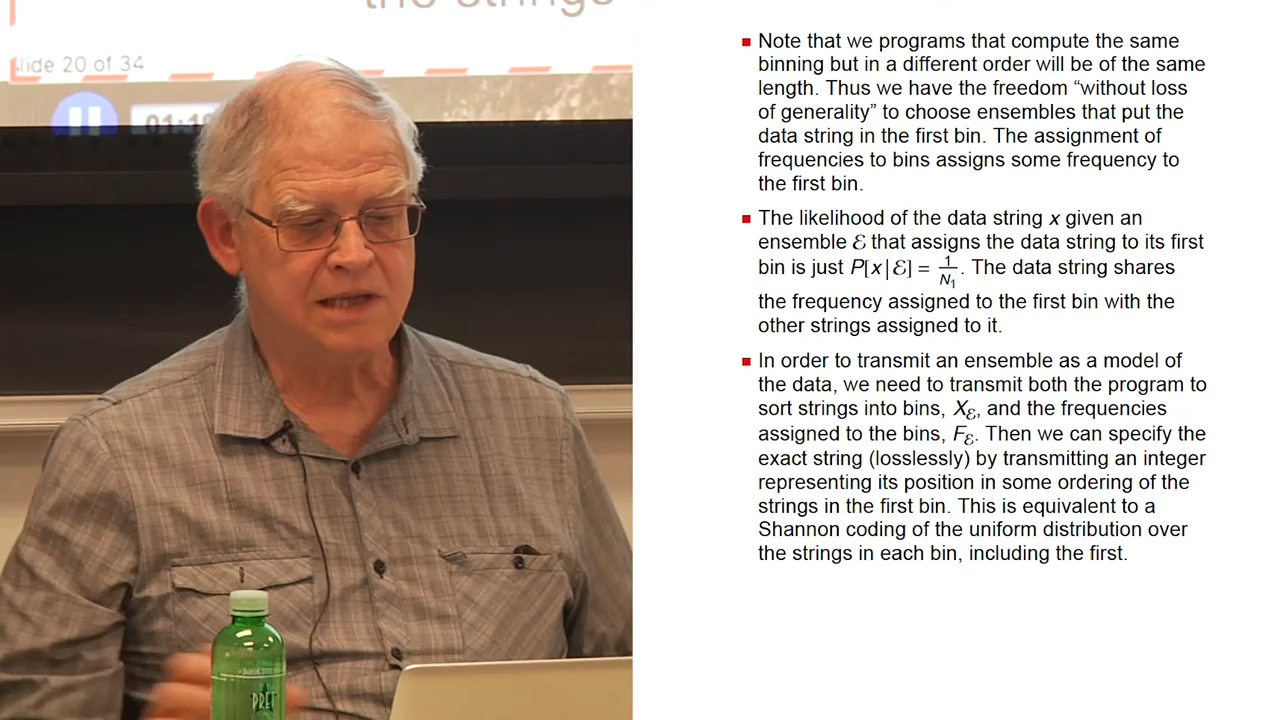 the strings
slide 20 of 34
Note that we programs that compute the same
binning but in a different order will be of the same
length. Thus we have the freedom “without loss
of generality” to choose ensembles that put the
data string in the first bin. The assignment of
frequencies to bins assigns some frequency to
the first bin.
The likelihood of the data string x given an
ensemble ℰ that assigns the data string to its first
bin is just P[x|ℰ] = 1/N₁. The data string shares
the frequency assigned to the first bin with the
other strings assigned to it.
In order to transmit an ensemble as a model of
the data, we need to transmit both the program to
sort strings into bins, X_ℰ, and the frequencies
assigned to the bins, F_ℰ. Then we can specify the
exact string (losslessly) by transmitting an integer
representing its position in some ordering of the
strings in the first bin. This is equivalent to a
Shannon coding of the uniform distribution over
the strings in each bin, including the first.
PRET